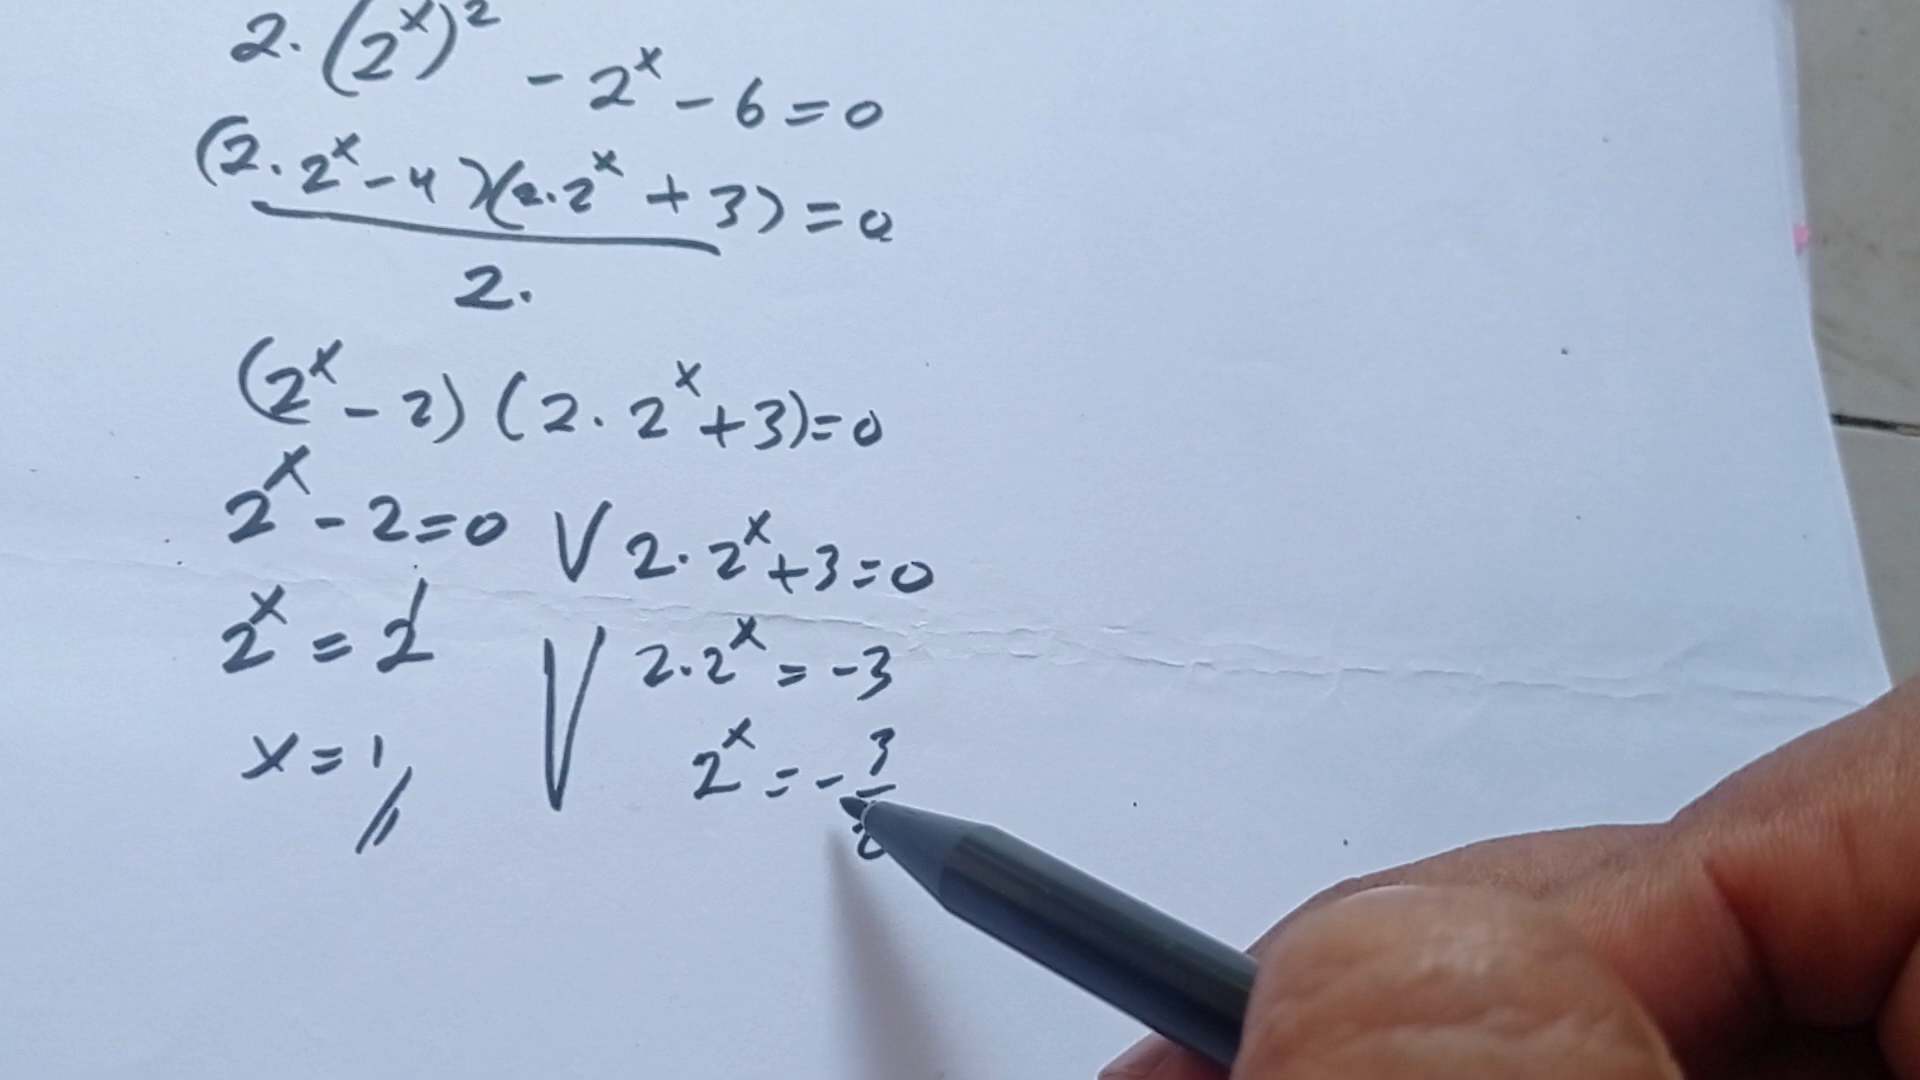 2. (2^x)^2 - 2^x - 6 = 0
(2. 2^x - 4)(2. 2^x + 3) = 0
2.
(2^x - 2) (2. 2^x + 3) = 0
2^x - 2 = 0 V 2. 2^x + 3 = 0
2^x = 2^1 V 2. 2^x = -3
x = 1 // 2^x = - 3/2